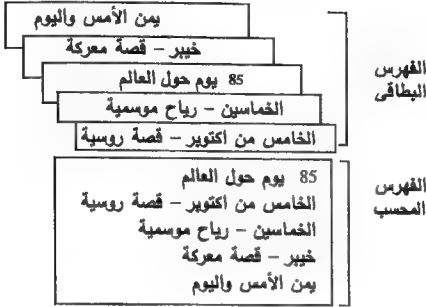 يمن الأمس واليوم
خيبر – قصة معركة
85 يوم حول العالم
الخماسين – رياح موسمية
الخامس من اكتوبر – قصة روسية
الفهرس
البطاقى
85 يوم حول العالم
الخامس من اكتوبر – قصة روسية
الخماسين – رياح موسمية
خيبر – قصة معركة
يمن الأمس واليوم
الفهرس
المحسب